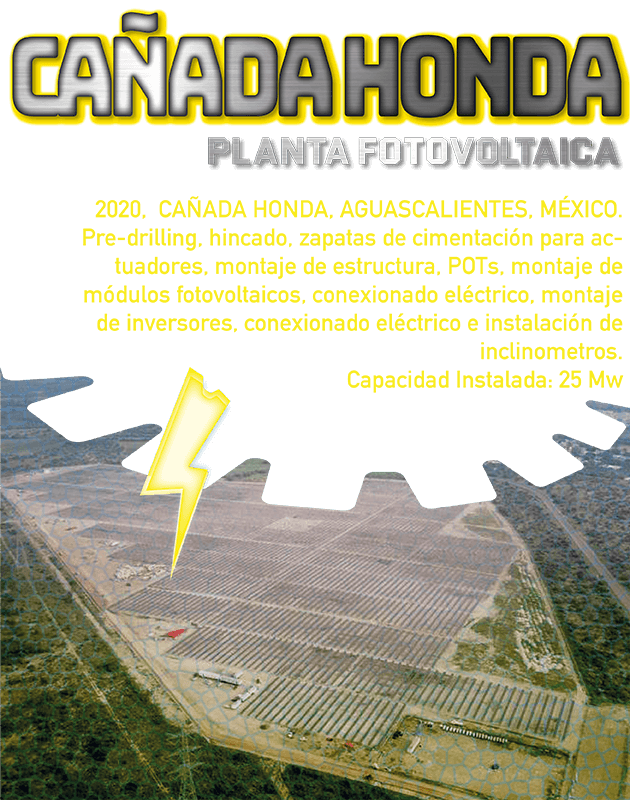 CAÑADA HONDA
PLANTA FOTOVOLTAICA
2020, CAÑADA HONDA, AGUASCALIENTES, MÉXICO.
Pre-drilling, hincado, zapatas de cimentación para ac-
tuadores, montaje de estructura, POTs, montaje de
módulos fotovoltaicos, conexionado eléctrico, montaje
de inversores, conexionado eléctrico e instalación de
inclinometros.
Capacidad Instalada: 25 Mw